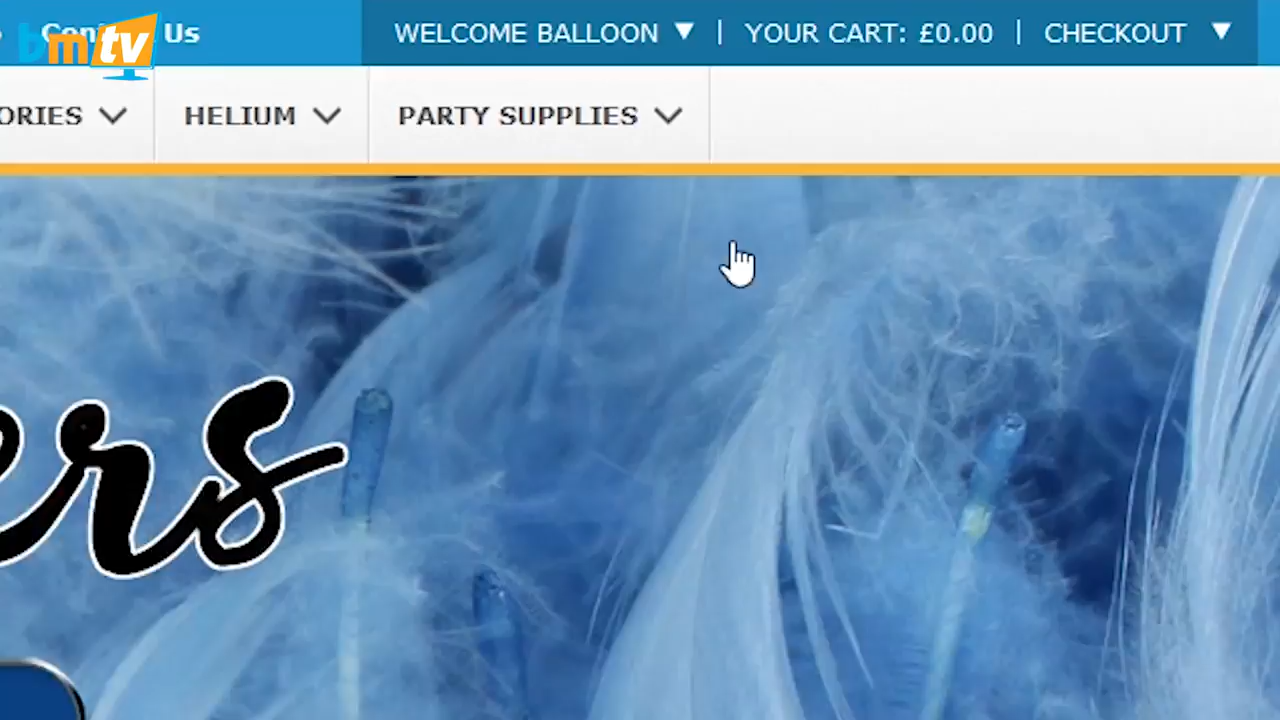 Us
bmtv
WELCOME BALLOON ▼ | YOUR CART: £0.00 | CHECKOUT ▼
ORIES
HELIUM
PARTY SUPPLIES
ers